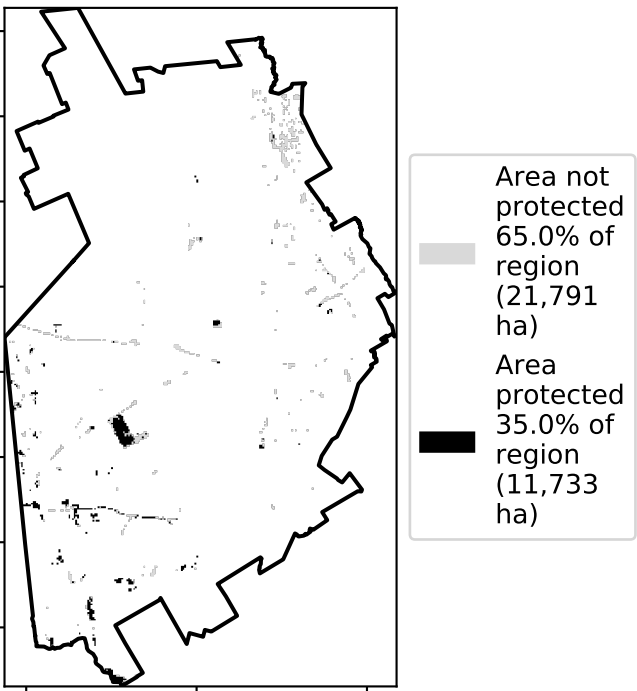 Area not
protected
65.0% of
region
(21,791
ha)
Area
protected
35.0% of
region
(11,733
ha)